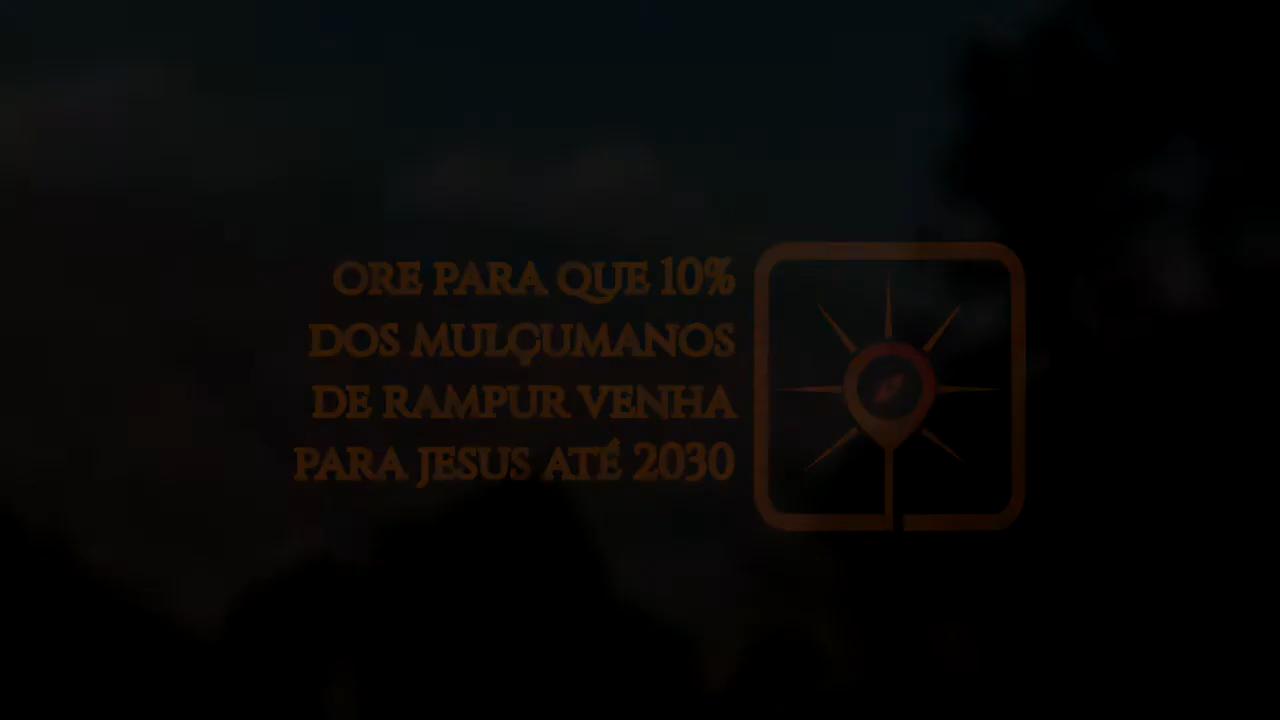 ORE PARA QUE 10%
DOS MULÇUMANOS
DE RAMPUR VENHA
PARA JESUS ATÉ 2030